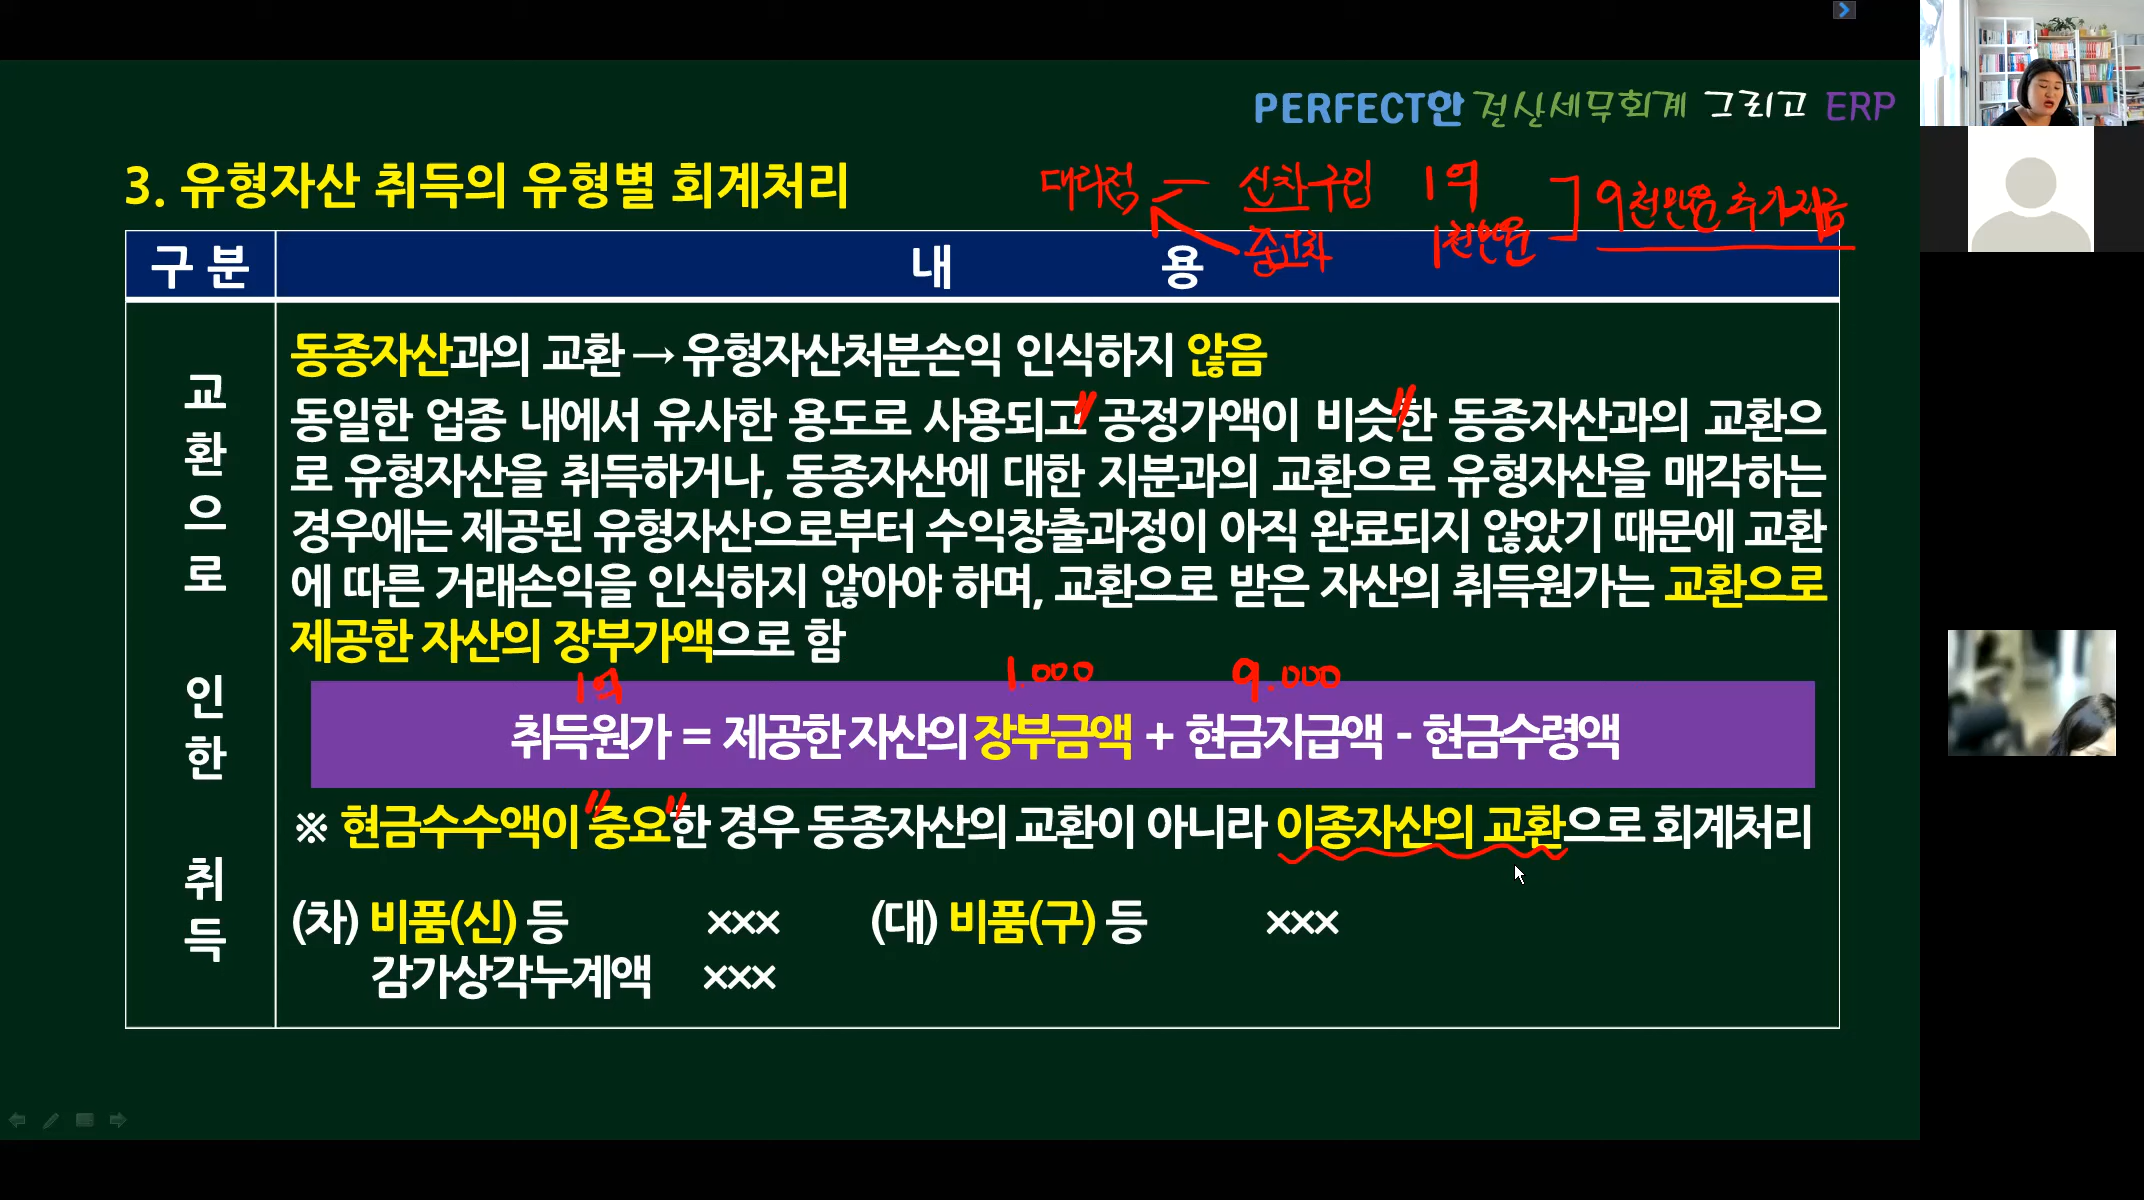 PERFECT한 전산세무회계 그리고 ERP
3. 유형자산 취득의 유형별 회계처리
대리점 신차구입 1억
중고차 1천만원
9천만원 추가지급
구 분
내 용
교환으로 인한 취득
동종자산과의 교환 → 유형자산처분손익 인식하지 않음
동일한 업종 내에서 유사한 용도로 사용되고 "공정가액이 비슷"한 동종자산과의 교환으
로 유형자산을 취득하거나, 동종자산에 대한 지분과의 교환으로 유형자산을 매각하는
경우에는 제공된 유형자산으로부터 수익창출과정이 아직 완료되지 않았기 때문에 교환
에 따른 거래손익을 인식하지 않아야 하며, 교환으로 받은 자산의 취득원가는 교환으로
제공한 자산의 장부가액으로 함
1억 1.000 9.000
취득원가 = 제공한 자산의 장부금액 + 현금지급액 - 현금수령액
※ 현금수수액이 "중요"한 경우 동종자산의 교환이 아니라 이종자산의 교환으로 회계처리
(차) 비품(신) 등 ××× (대) 비품(구) 등 ×××
감가상각누계액 ×××